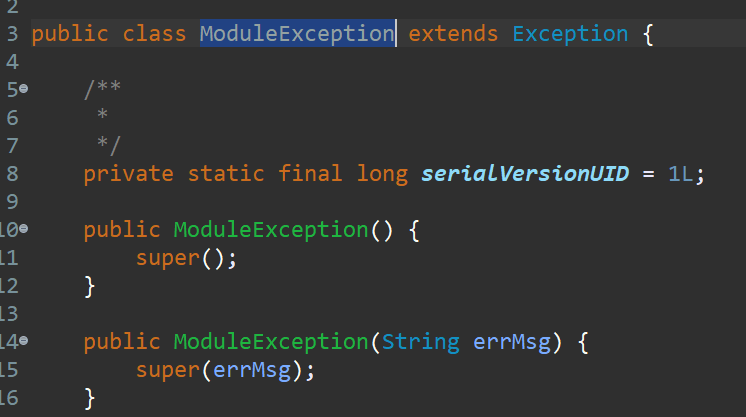 2
3 public class ModuleException extends Exception {
4
5 /**
6 *
7 */
8 private static final long serialVersionUID = 1L;
9
10 public ModuleException() {
11 super();
12 }
13
14 public ModuleException(String errMsg) {
15 super(errMsg);
16 }